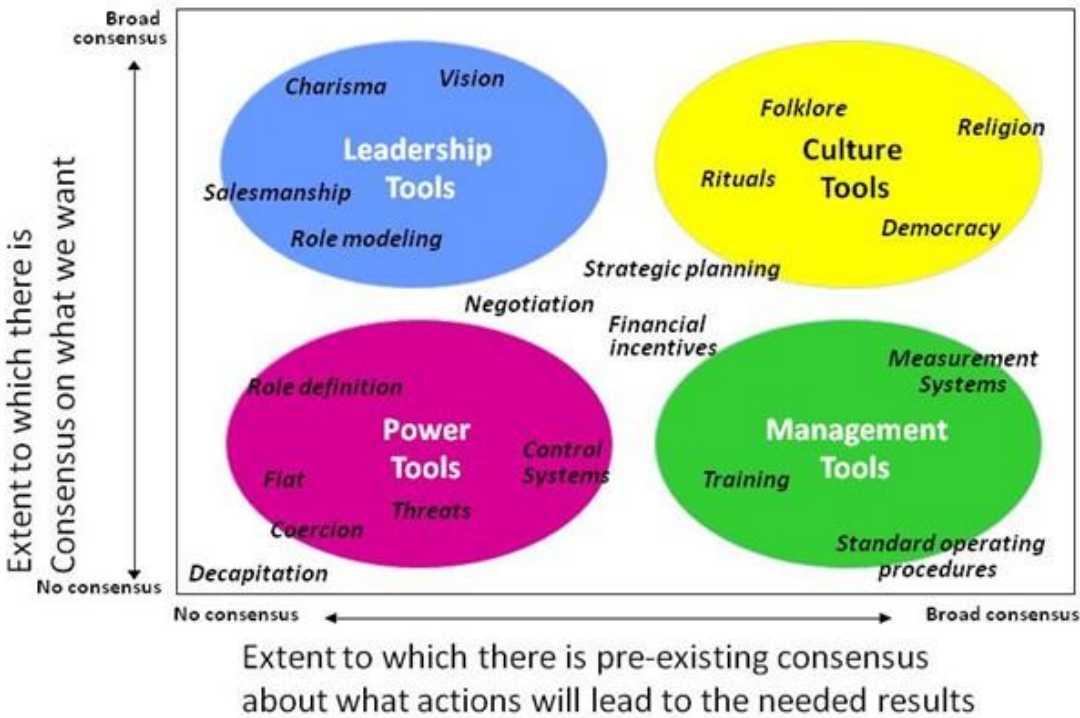 Broad
consensus
Extent to which there is
Consensus on what we want
No consensus
Charisma
Vision
Leadership
Tools
Salesmanship
Role modeling
Folklore
Religion
Culture
Tools
Rituals
Democracy
Strategic planning
Negotiation
Financial
incentives
Role definition
Power
Tools
Control
Systems
Fiat
Threats
Coercion
Decapitation
Measurement
Systems
Management
Tools
Training
Standard operating
procedures
No consensus
Broad consensus
Extent to which there is pre-existing consensus
about what actions will lead to the needed results